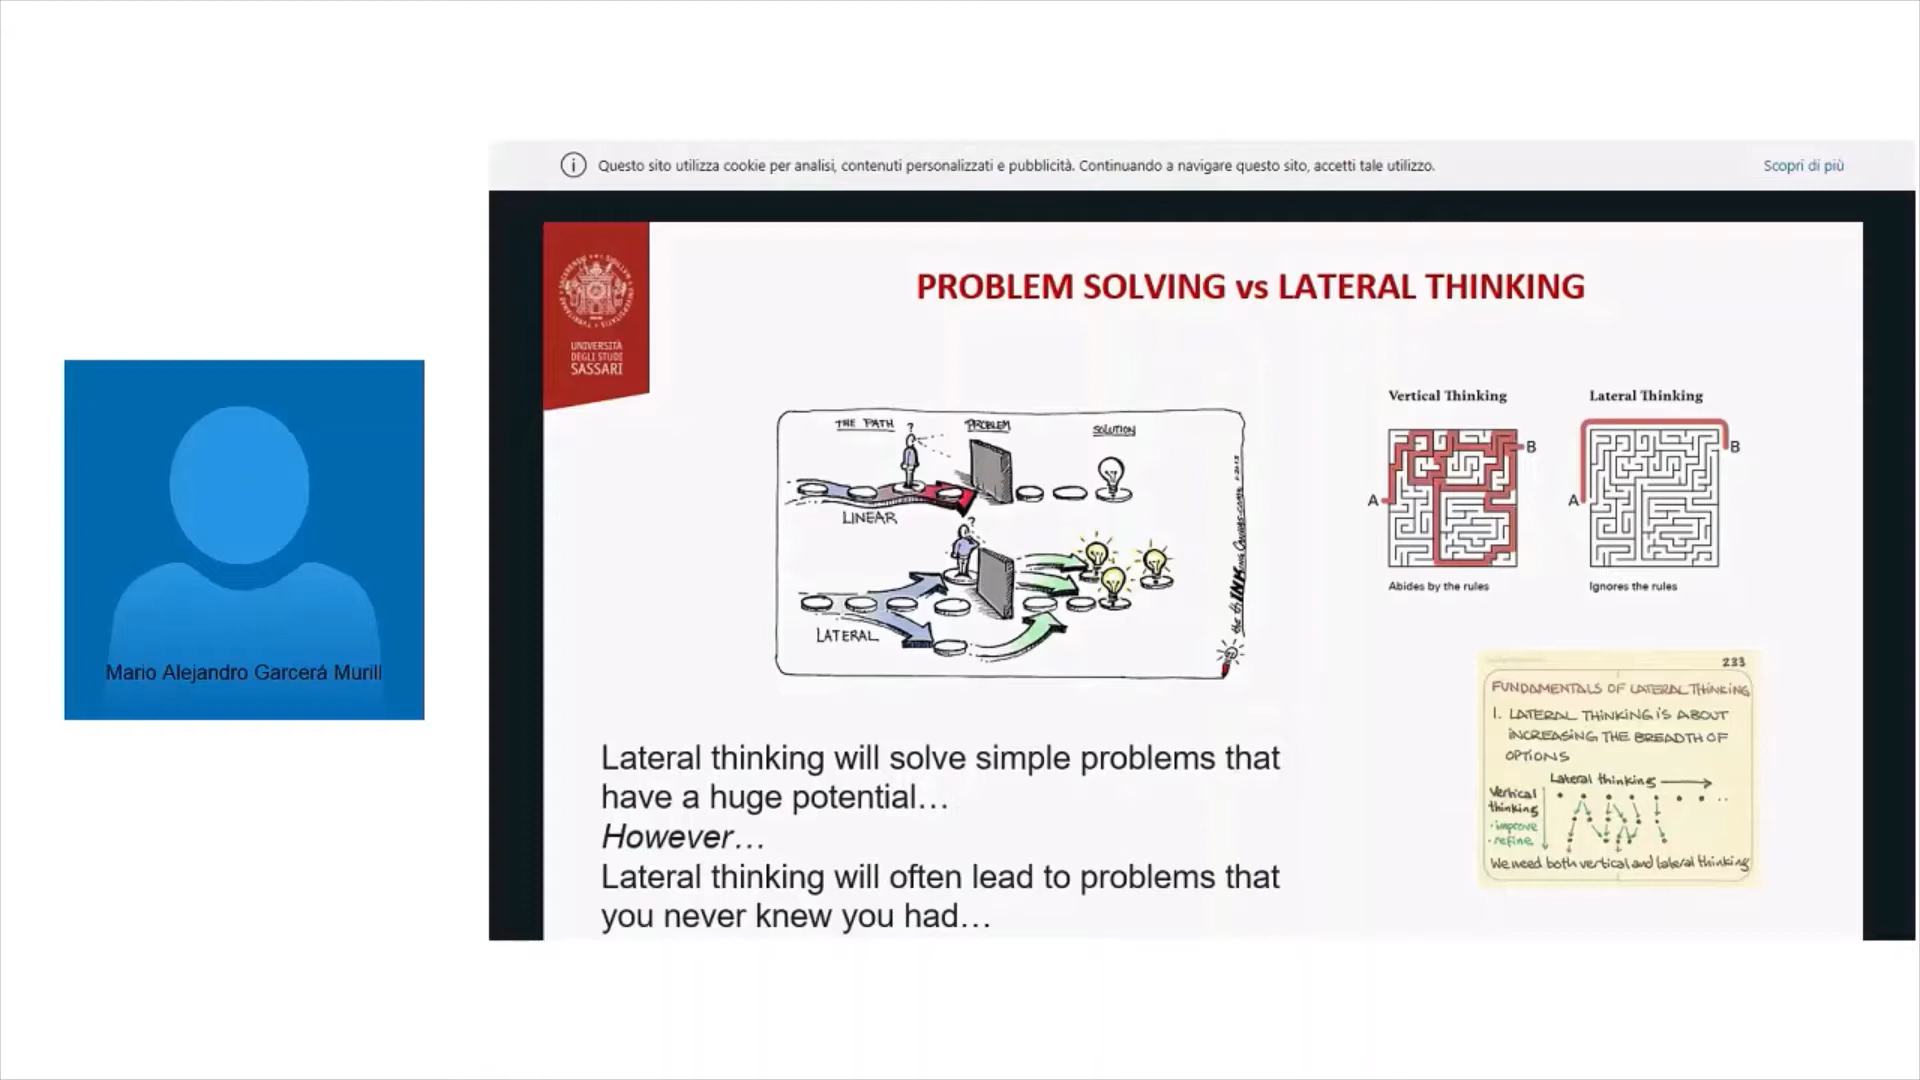 Questo sito utilizza cookie per analisi, contenuti personalizzati e pubblicità. Continuando a navigare questo sito, accetti tale utilizzo.
Scopri di più
UNIVERSITÀ
DEGLI STUDI
SASSARI
PROBLEM SOLVING vs LATERAL THINKING
THE PATH
?
PROBLEM
SOLUTION
LINEAR
?
LATERAL
Vertical Thinking
A
B
Abides by the rules
Lateral Thinking
A
B
Ignores the rules
Mario Alejandro Garcerá Murill
233
FUNDAMENTALS OF LATERAL THINKING
1. LATERAL THINKING IS ABOUT
INCREASING THE BREADTH OF
OPTIONS
Lateral thinking
Vertical
thinking
• improve
• refine
We need both vertical and lateral thinking
Lateral thinking will solve simple problems that
have a huge potential…
However…
Lateral thinking will often lead to problems that
you never knew you had…